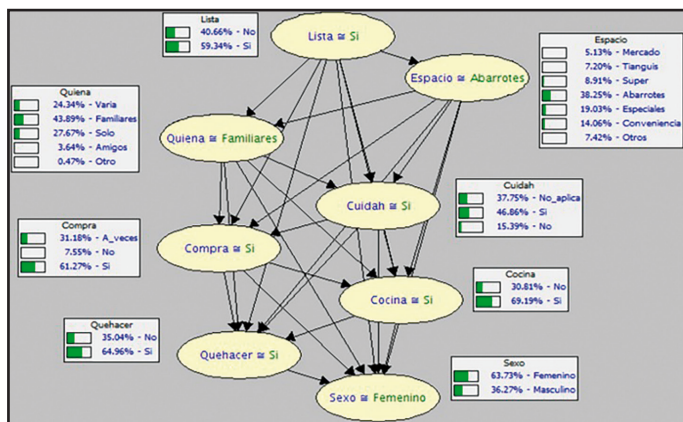 Lista
40.66% - No
59.34% - Si
Lista ≅ Si
Espacio
5.13% - Mercado
7.20% - Tianguis
8.91% - Super
38.25% - Abarrotes
19.03% - Especiales
14.06% - Conveniencia
7.42% - Otros
Espacio ≅ Abarrotes
Quiena
24.34% - Varia
43.89% - Familiares
27.67% - Solo
3.64% - Amigos
0.47% - Otro
Quiena ≅ Familiares
Cuidah
37.75% - No_aplica
46.86% - Si
15.39% - No
Cuidah ≅ Si
Compra
31.18% - A_veces
7.55% - No
61.27% - Si
Compra ≅ Si
Cocina
30.81% - No
69.19% - Si
Cocina ≅ Si
Quehacer
35.04% - No
64.96% - Si
Quehacer ≅ Si
Sexo
63.73% - Femenino
36.27% - Masculino
Sexo ≅ Femenino